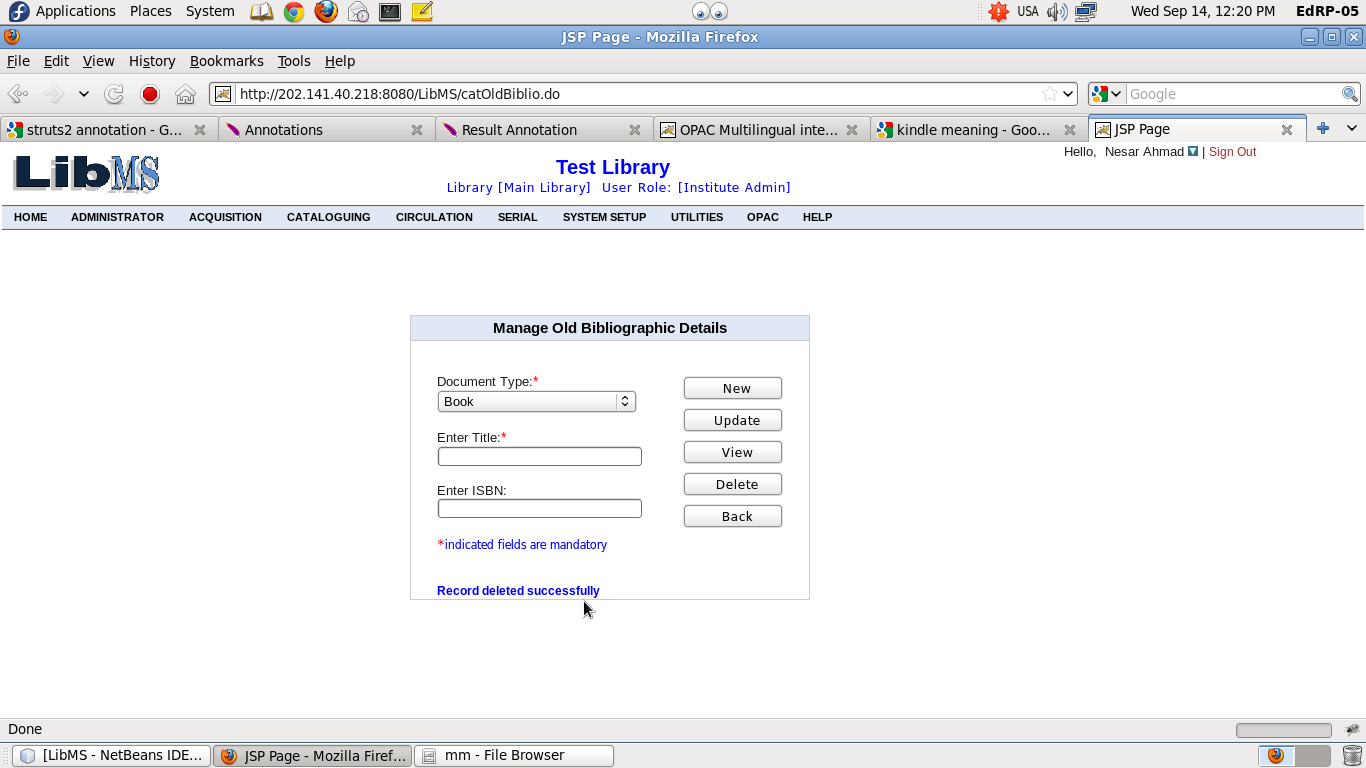 Applications Places System USA Wed Sep 14, 12:20 PM EdRP-05
JSP Page - Mozilla Firefox
File Edit View History Bookmarks Tools Help
http://202.141.40.218:8080/LibMS/catOldBiblio.do Google
struts2 annotation - G... Annotations Result Annotation OPAC Multilingual inte... kindle meaning - Goo... JSP Page
Hello, Nesar Ahmad | Sign Out
LibMS
Test Library
Library [Main Library] User Role: [Institute Admin]
HOME ADMINISTRATOR ACQUISITION CATALOGUING CIRCULATION SERIAL SYSTEM SETUP UTILITIES OPAC HELP
Manage Old Bibliographic Details
Document Type:*
Book
Enter Title:*
Enter ISBN:
*indicated fields are mandatory
Record deleted successfully
New
Update
View
Delete
Back
Done
[LibMS - NetBeans IDE... JSP Page - Mozilla Firef... mm - File Browser